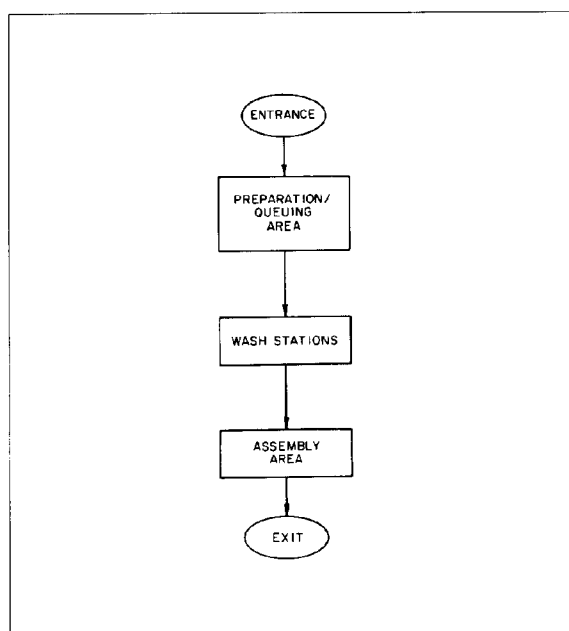 ENTRANCE
PREPARATION/
QUEUING
AREA
WASH STATIONS
ASSEMBLY
AREA
EXIT